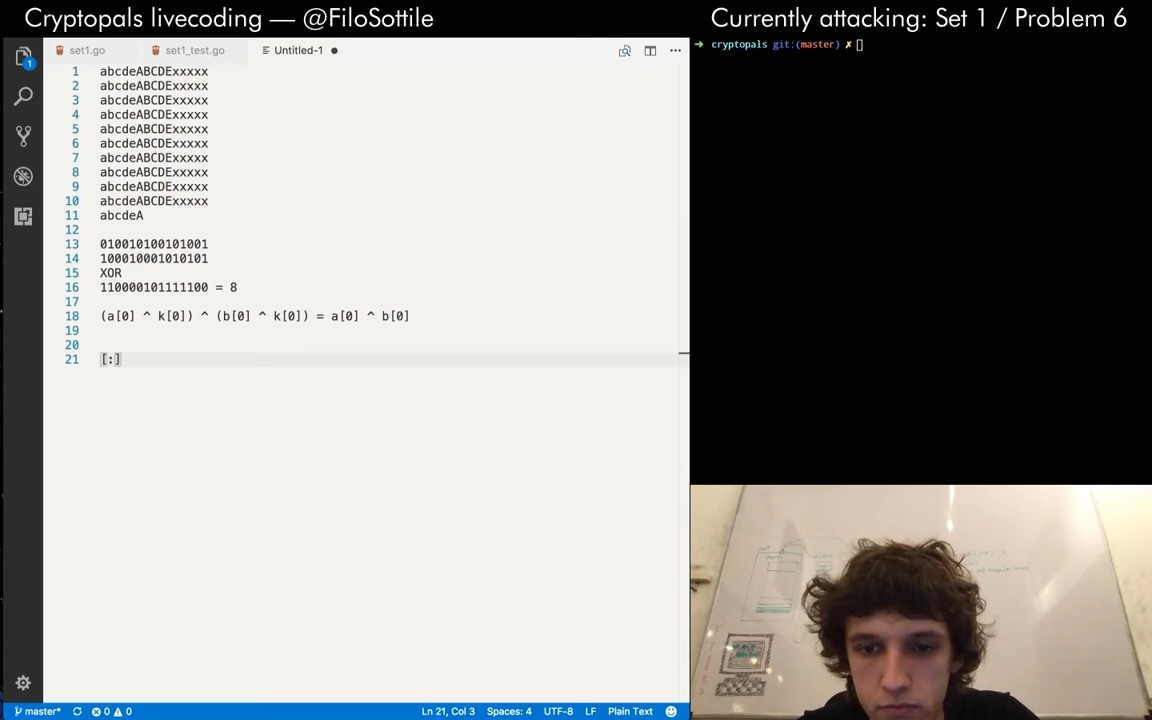 Cryptopals livecoding — @FiloSottile
Currently attacking: Set 1 / Problem 6
set1.go
set1_test.go
Untitled-1
1
1 abcdeABCDExxxxx
2 abcdeABCDExxxxx
3 abcdeABCDExxxxx
4 abcdeABCDExxxxx
5 abcdeABCDExxxxx
6 abcdeABCDExxxxx
7 abcdeABCDExxxxx
8 abcdeABCDExxxxx
9 abcdeABCDExxxxx
10 abcdeABCDExxxxx
11 abcdeA
12
13 010010100101001
14 100010001010101
15 XOR
16 110000101111100 = 8
17
18 (a[0] ^ k[0]) ^ (b[0] ^ k[0]) = a[0] ^ b[0]
19
20
21 [:]
➜ cryptopals git:(master) ✗
master* 0 0 Ln 21, Col 3 Spaces: 4 UTF-8 LF Plain Text